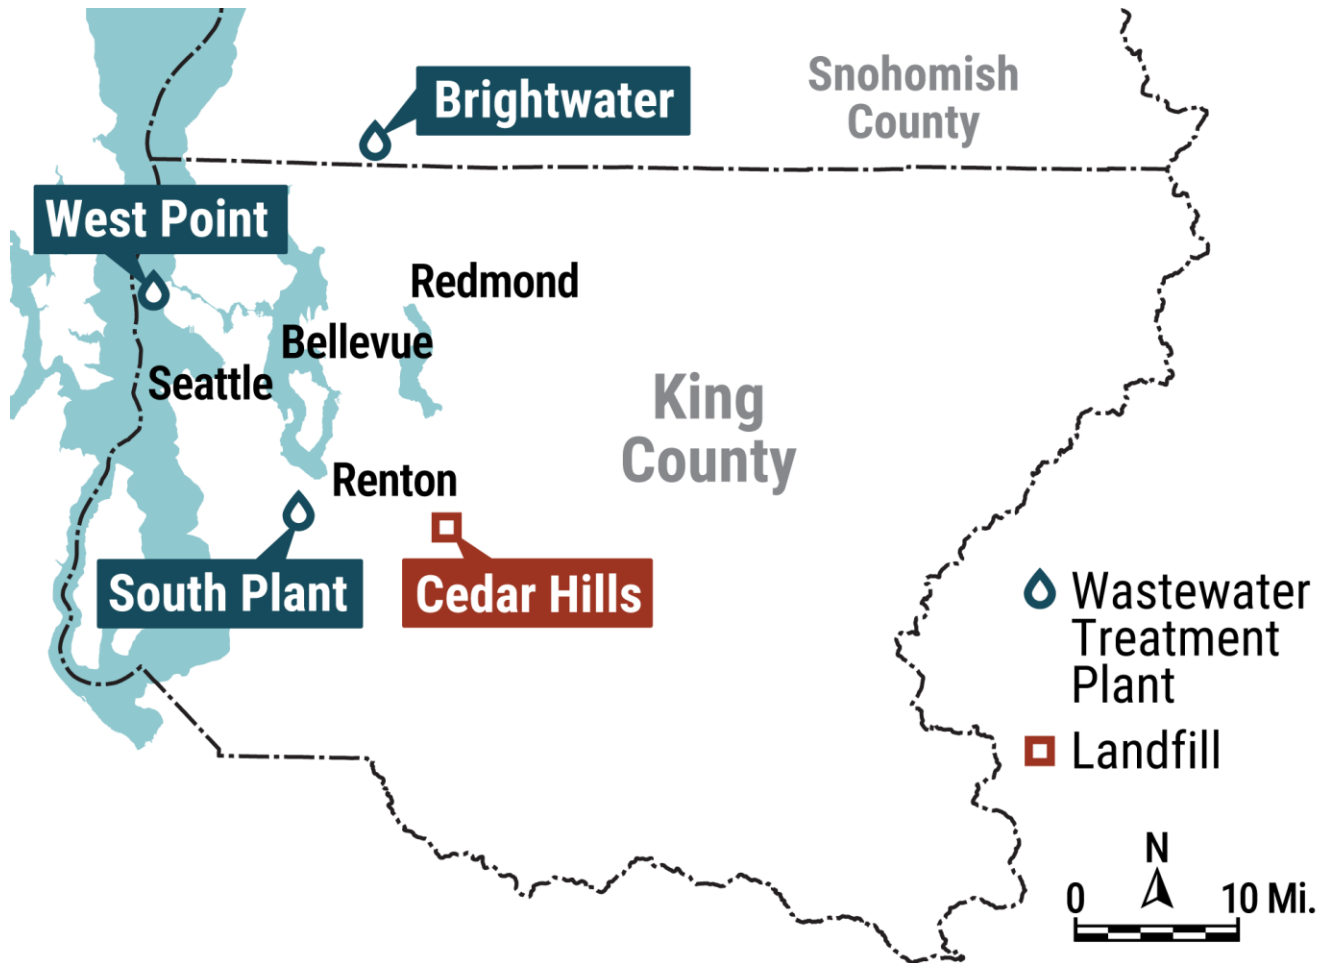 Snohomish
County
Brightwater
West Point
Redmond
Bellevue
Seattle
King
County
Renton
South Plant
Cedar Hills
Wastewater
Treatment
Plant
Landfill
N
0 10 Mi.